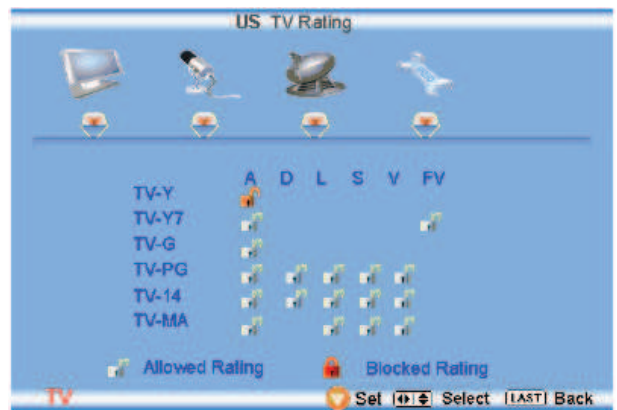 US TV Rating
A D L S V FV
TV-Y
TV-Y7
TV-G
TV-PG
TV-14
TV-MA
Allowed Rating Blocked Rating
TV Set Select LAST Back